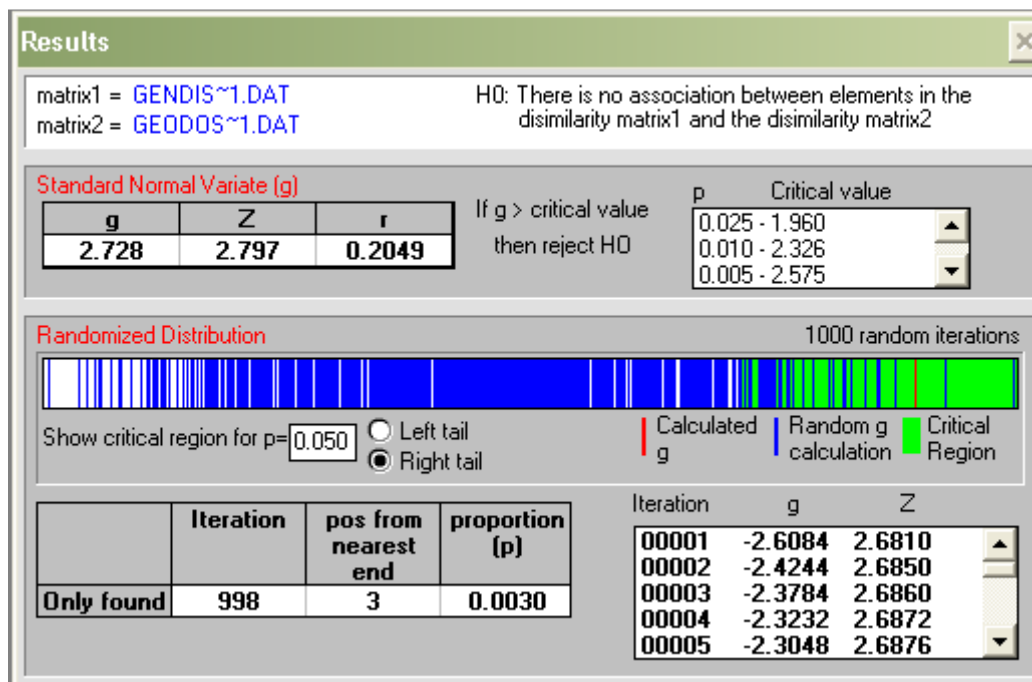 Results
matrix1 = GENDIS~1.DAT
matrix2 = GEODOS~1.DAT
H0: There is no association between elements in the
disimilarity matrix1 and the disimilarity matrix2
Standard Normal Variate (g)
g Z r
2.728 2.797 0.2049
If g > critical value
then reject H0
p Critical value
0.025 - 1.960
0.010 - 2.326
0.005 - 2.575
Randomized Distribution
1000 random iterations
Show critical region for p= 0.050
Left tail
Right tail
Calculated
g
Random g
calculation
Critical
Region
Iteration pos from nearest end proportion (p)
Only found 998 3 0.0030
Iteration g Z
00001 -2.6084 2.6810
00002 -2.4244 2.6850
00003 -2.3784 2.6860
00004 -2.3232 2.6872
00005 -2.3048 2.6876